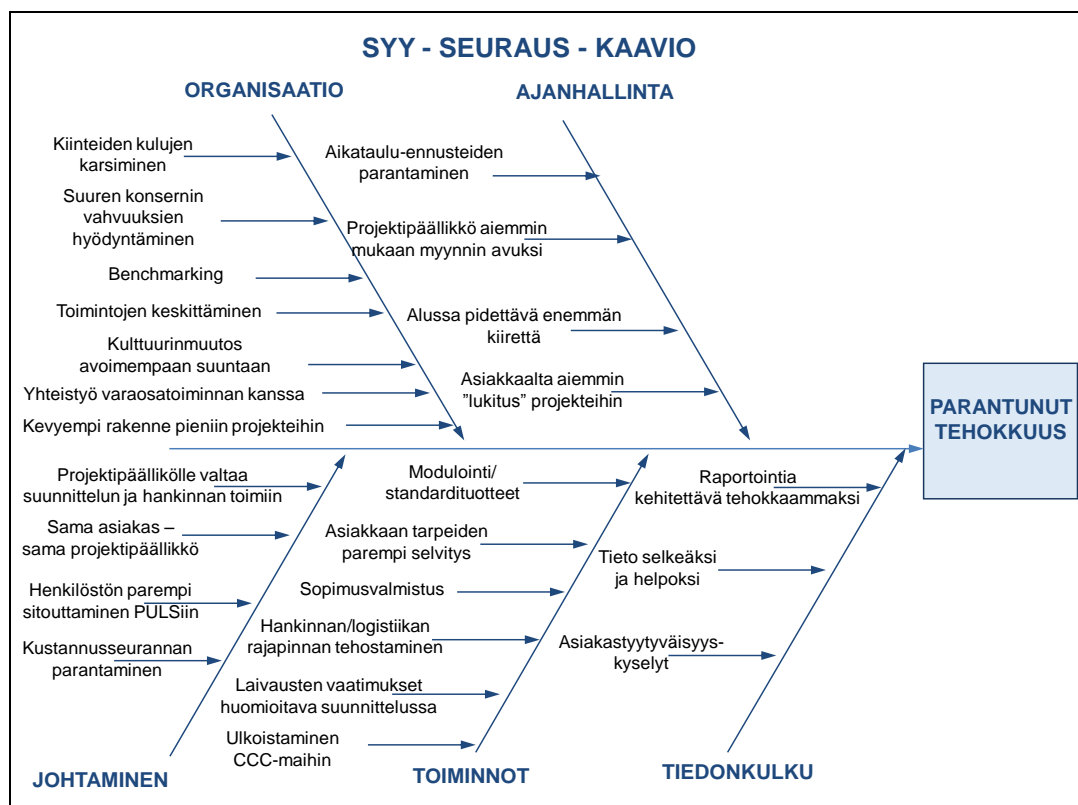 SYY - SEURAUS - KAAVIO
ORGANISAATIO
Kiinteiden kulujen
karsiminen
Suuren konsernin
vahvuuksien
hyödyntäminen
Benchmarking
Toimintojen keskittäminen
Kulttuurinmuutos
avoimempaan suuntaan
Yhteistyö varaosatoiminnan kanssa
Kevyempi rakenne pieniin projekteihin
AJANHALLINTA
Aikataulu-ennusteiden
parantaminen
Projektipäällikkö aiemmin
mukaan myynnin avuksi
Alussa pidettävä enemmän
kiirettä
Asiakkaalta aiemmin
”lukitus” projekteihin
PARANTUNUT
TEHOKKUUS
Projektipäällikölle valtaa
suunnittelun ja hankinnan toimiin
Sama asiakas –
sama projektipäällikkö
Henkilöstön parempi
sitouttaminen PULSiin
Kustannusseurannan
parantaminen
JOHTAMINEN
Modulointi/
standardituotteet
Asiakkaan tarpeiden
parempi selvitys
Sopimusvalmistus
Hankinnan/logistiikan
rajapinnan tehostaminen
Laivausten vaatimukset
huomioitava suunnittelussa
Ulkoistaminen
CCC-maihin
TOIMINNOT
Raportointia
kehitettävä tehokkaammaksi
Tieto selkeäksi
ja helpoksi
Asiakastyytyväisyys-
kyselyt
TIEDONKULKU